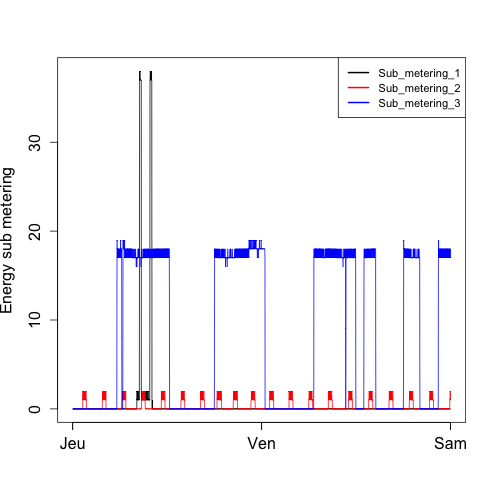 Sub_metering_1
Sub_metering_2
Sub_metering_3
Energy sub metering
30
20
10
0
Jeu Ven Sam